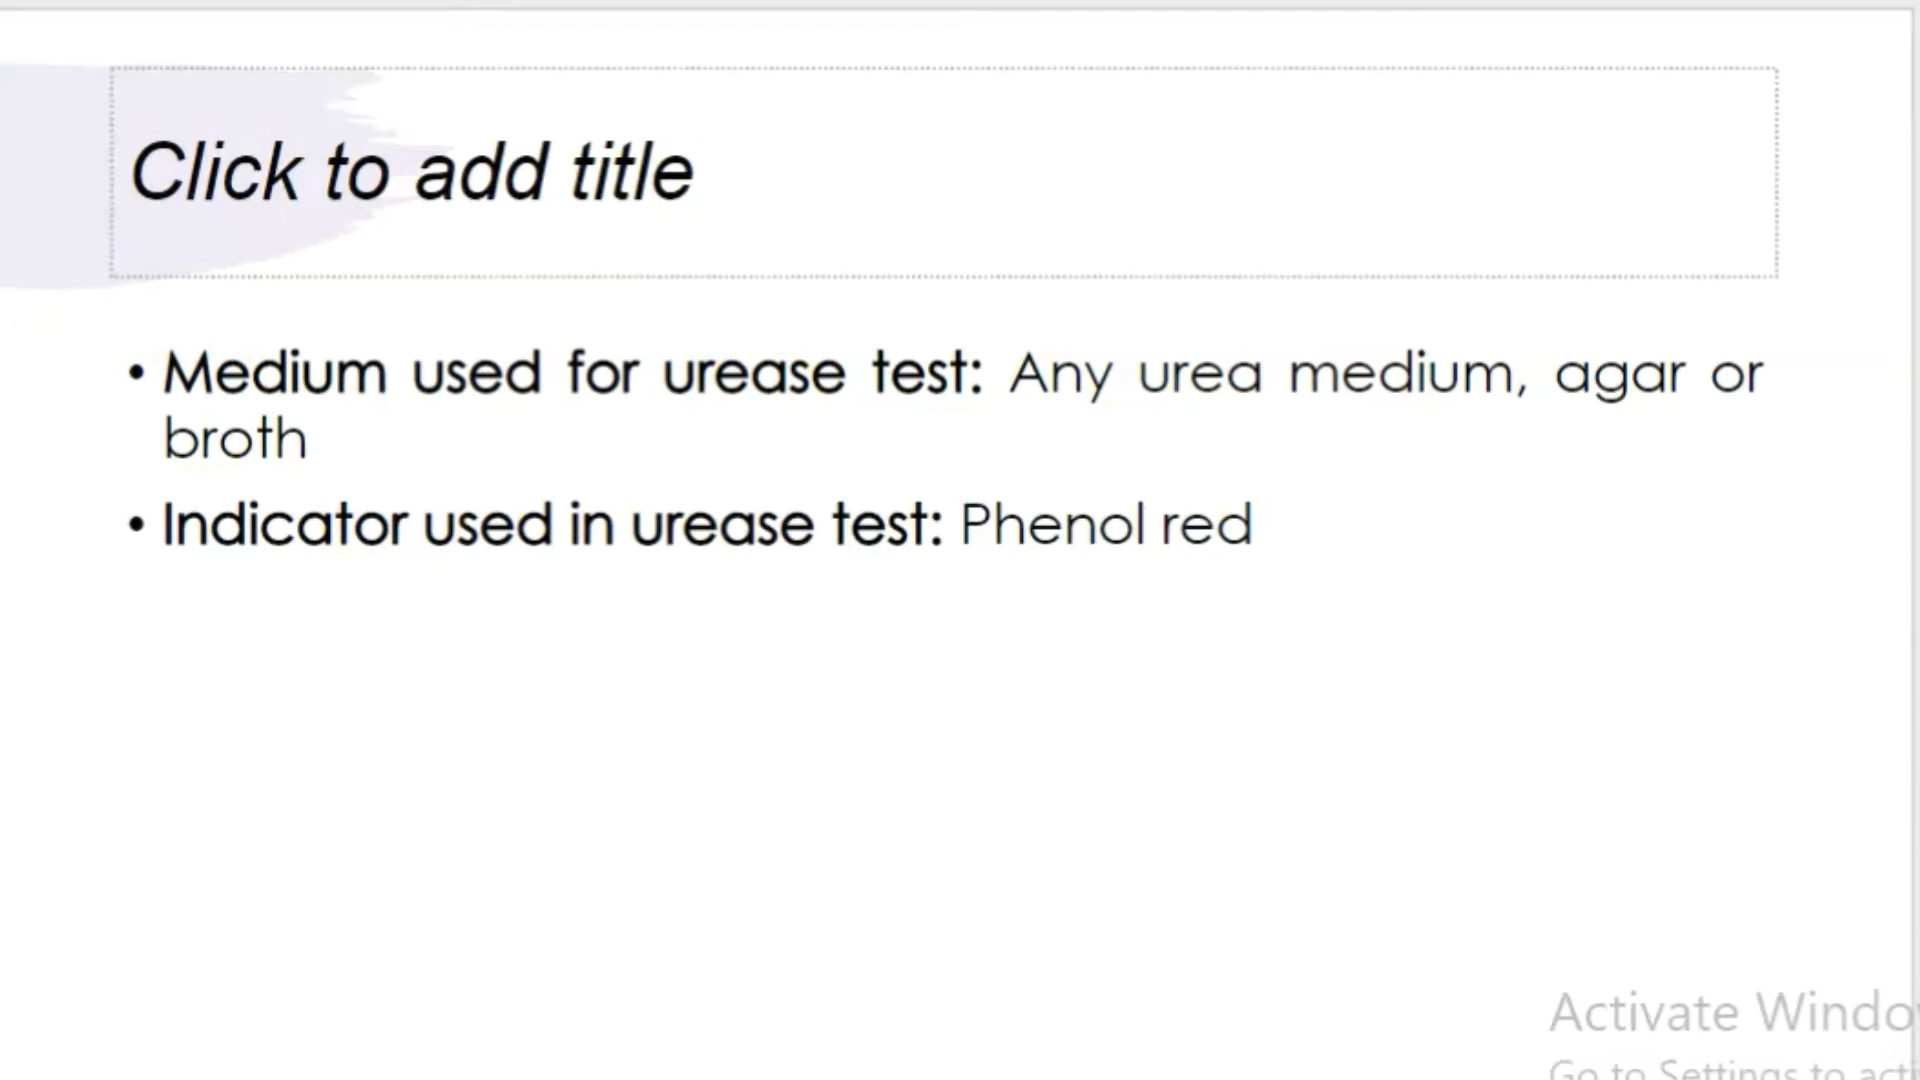 Click to add title
• Medium used for urease test: Any urea medium, agar or
broth
• Indicator used in urease test: Phenol red
Activate Windo
Go to Settings to acti